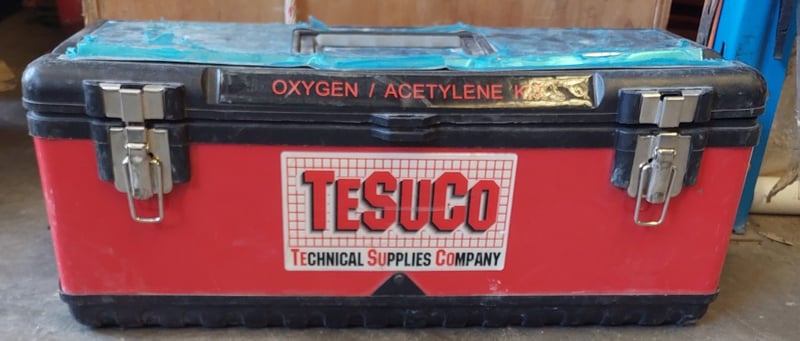 OXYGEN / ACETYLENE
TESUCO
TECHNICAL SUPPLIES COMPANY